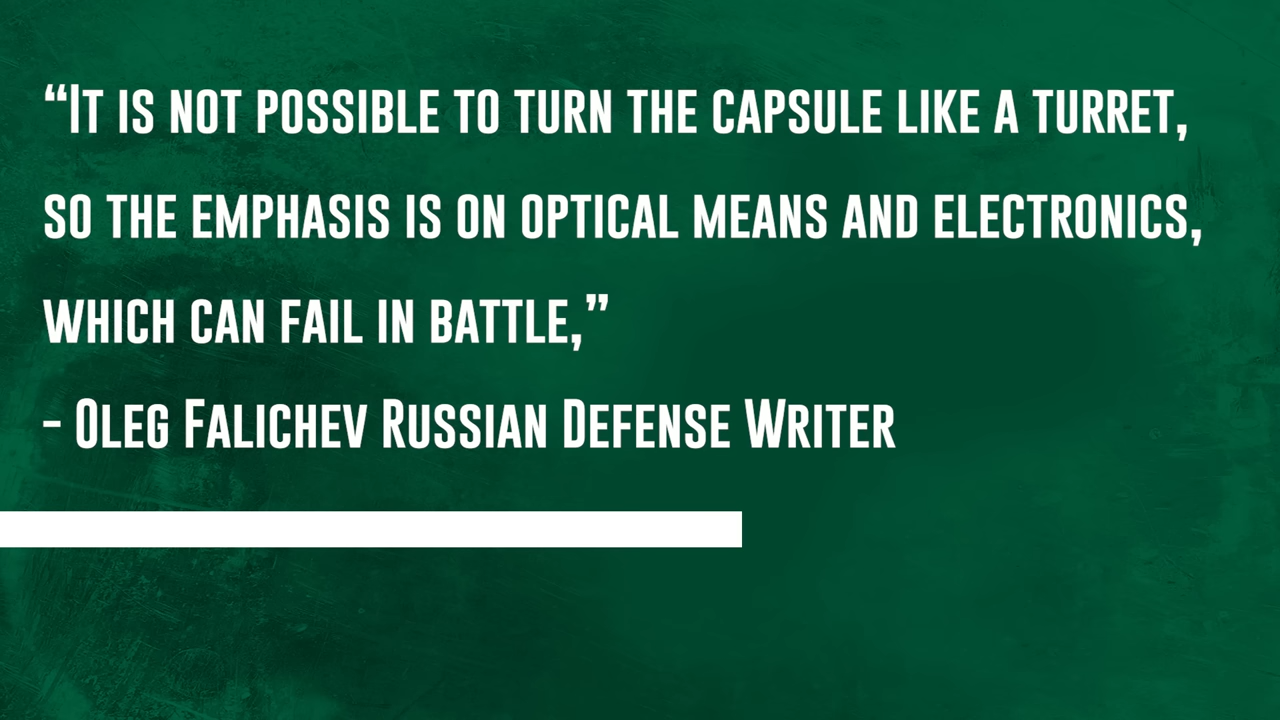 “It is not possible to turn the capsule like a turret,
so the emphasis is on optical means and electronics,
which can fail in battle,”
- Oleg Falichev Russian Defense Writer